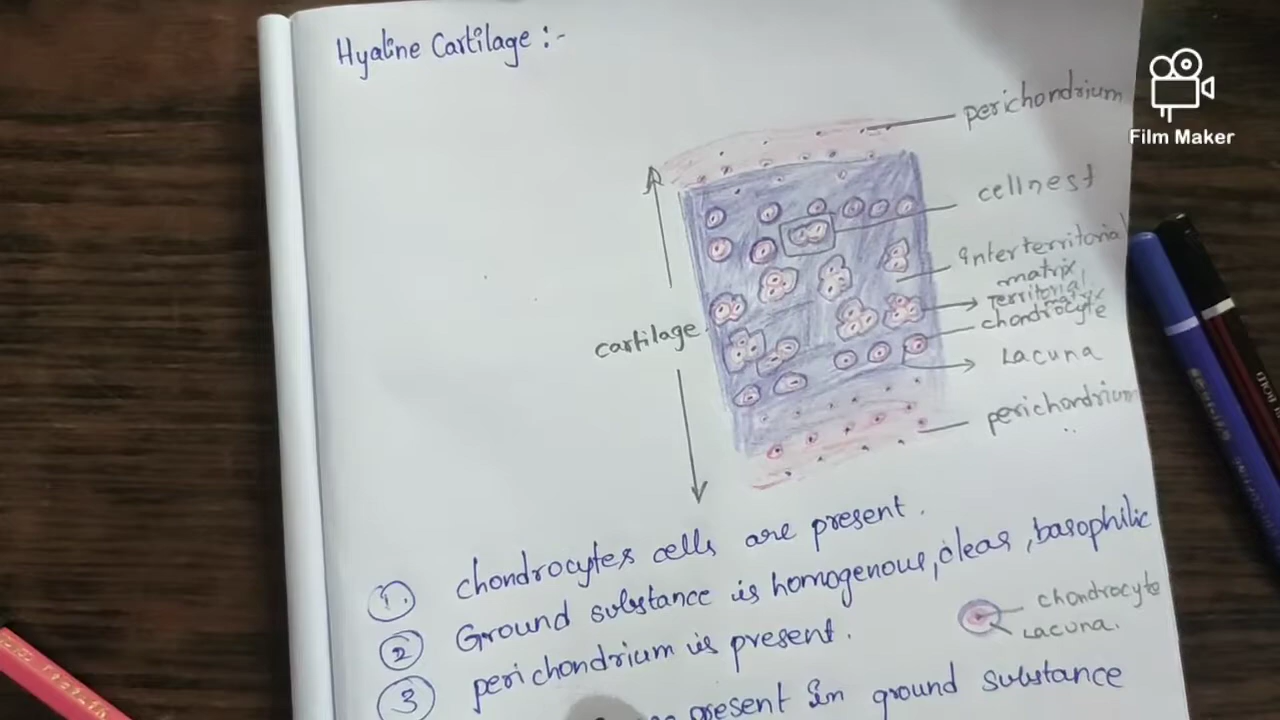 Hyaline Cartilage :-
perichondrium
cellnest
interterritorial
matrix
Territorial
matrix
chondrocyte
Lacuna
perichondrium
cartilage
1. chondrocytes cells are present.
2 Ground substance is homogenous, clear, basophilic
3 perichondrium is present.
chondrocyte
Lacuna.
present in ground substance
Film Maker